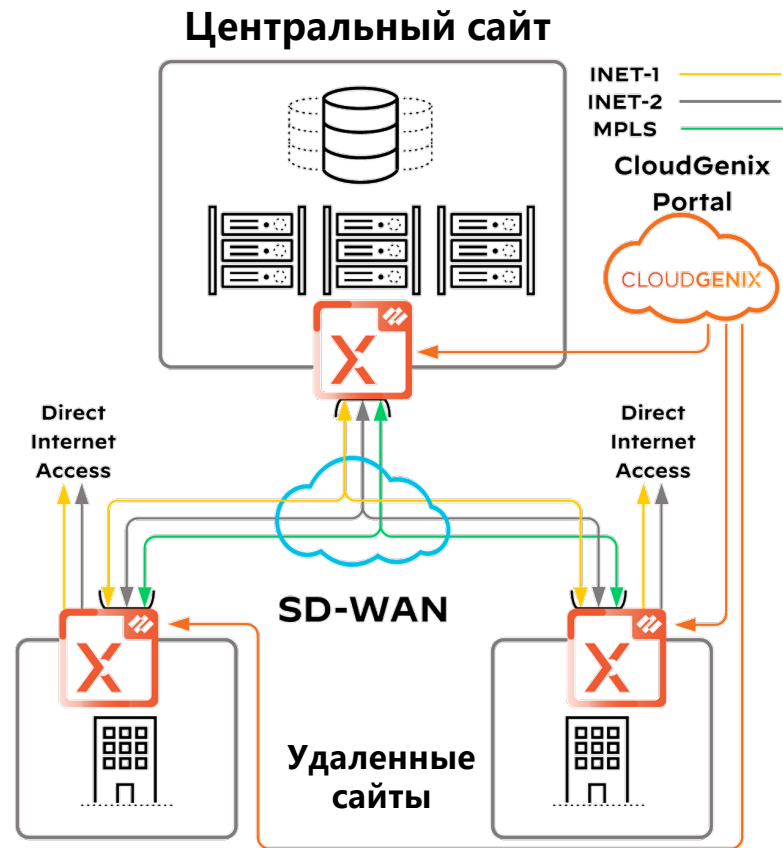 Центральный сайт
INET-1
INET-2
MPLS
CloudGenix
Portal
CLOUDGENIX
Direct
Internet
Access
Direct
Internet
Access
SD-WAN
Удаленные
сайты